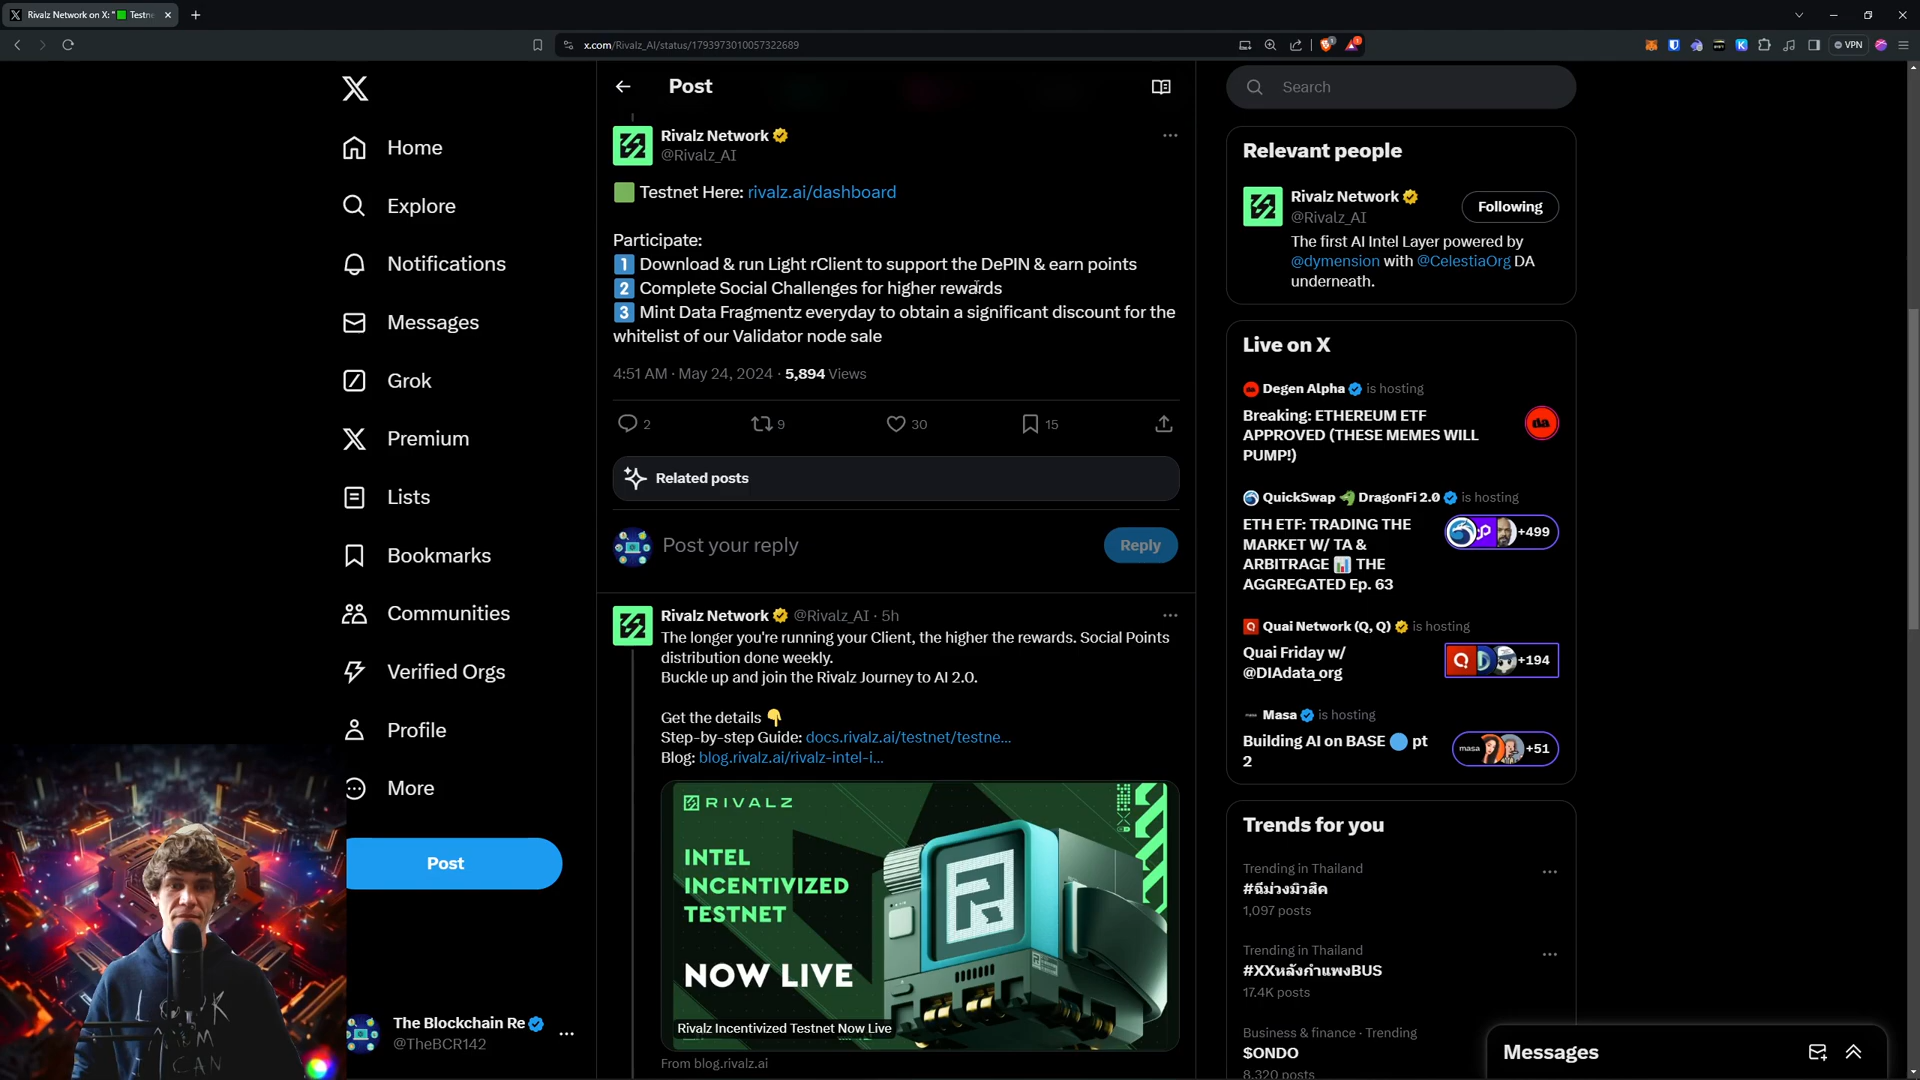 Rivalz Network on X: "🟩 Testne
x.com/Rivalz_AI/status/1793973010057322689
VPN
Home
Explore
Notifications
Messages
Grok
Premium
Lists
Bookmarks
Communities
Verified Orgs
Profile
More
Post
The Blockchain Re
@TheBCR142
Post
Rivalz Network
@Rivalz_AI
🟩 Testnet Here: rivalz.ai/dashboard
Participate:
1️⃣ Download & run Light rClient to support the DePIN & earn points
2️⃣ Complete Social Challenges for higher rewards
3️⃣ Mint Data Fragmentz everyday to obtain a significant discount for the
whitelist of our Validator node sale
4:51 AM · May 24, 2024 · 5,894 Views
2 9 30 15
Related posts
Post your reply
Reply
Rivalz Network @Rivalz_AI · 5h
The longer you're running your Client, the higher the rewards. Social Points
distribution done weekly.
Buckle up and join the Rivalz Journey to AI 2.0.
Get the details 👇
Step-by-step Guide: docs.rivalz.ai/testnet/testne...
Blog: blog.rivalz.ai/rivalz-intel-i...
RIVALZ
INTEL
INCENTIVIZED
TESTNET
NOW LIVE
Rivalz Incentivized Testnet Now Live
From blog.rivalz.ai
Search
Relevant people
Rivalz Network
@Rivalz_AI
Following
The first AI Intel Layer powered by
@dymension with @CelestiaOrg DA
underneath.
Live on X
Degen Alpha is hosting
Breaking: ETHEREUM ETF
APPROVED (THESE MEMES WILL
PUMP!)
QuickSwap DragonFi 2.0 is hosting
ETH ETF: TRADING THE
MARKET W/ TA &
ARBITRAGE 📊 THE
AGGREGATED Ep. 63
+499
Quai Network (Q, Q) is hosting
Quai Friday w/
@DIAdata_org
+194
Masa is hosting
Building AI on BASE 🔵 pt
2
masa
+51
Trends for you
Trending in Thailand
#ฉีม่วงมิวสิค
1,097 posts
Trending in Thailand
#XXหลังกำแพงBUS
17.4K posts
Business & finance · Trending
$ONDO
8,320 posts
Messages